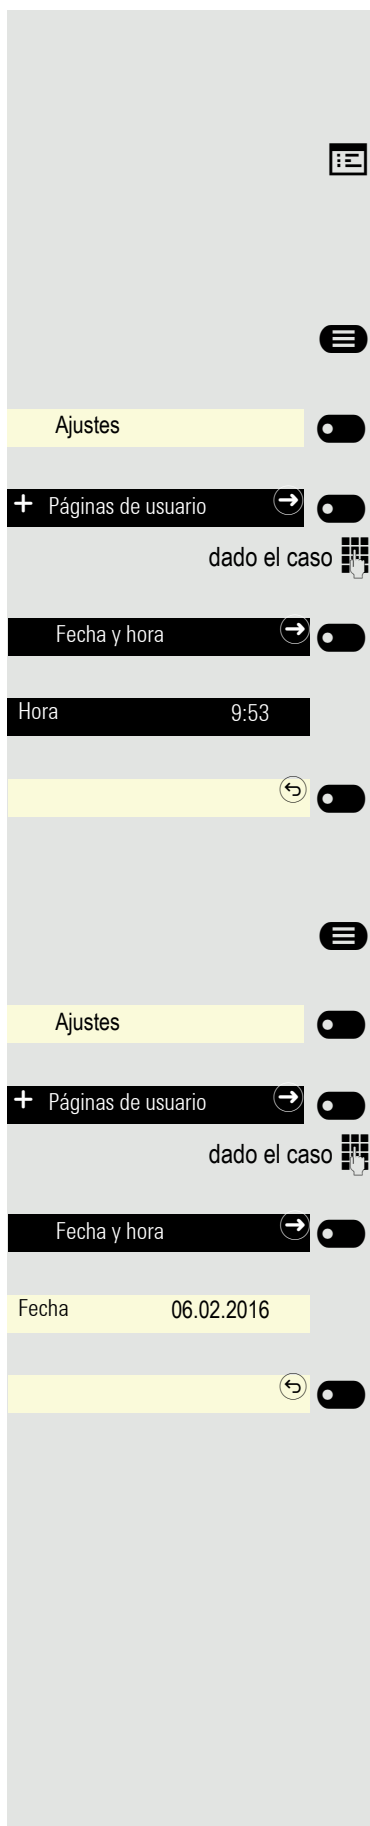 Ajustes
+ Páginas de usuario
dado el caso
Fecha y hora
Hora 9:53
Ajustes
+ Páginas de usuario
dado el caso
Fecha y hora
Fecha 06.02.2016